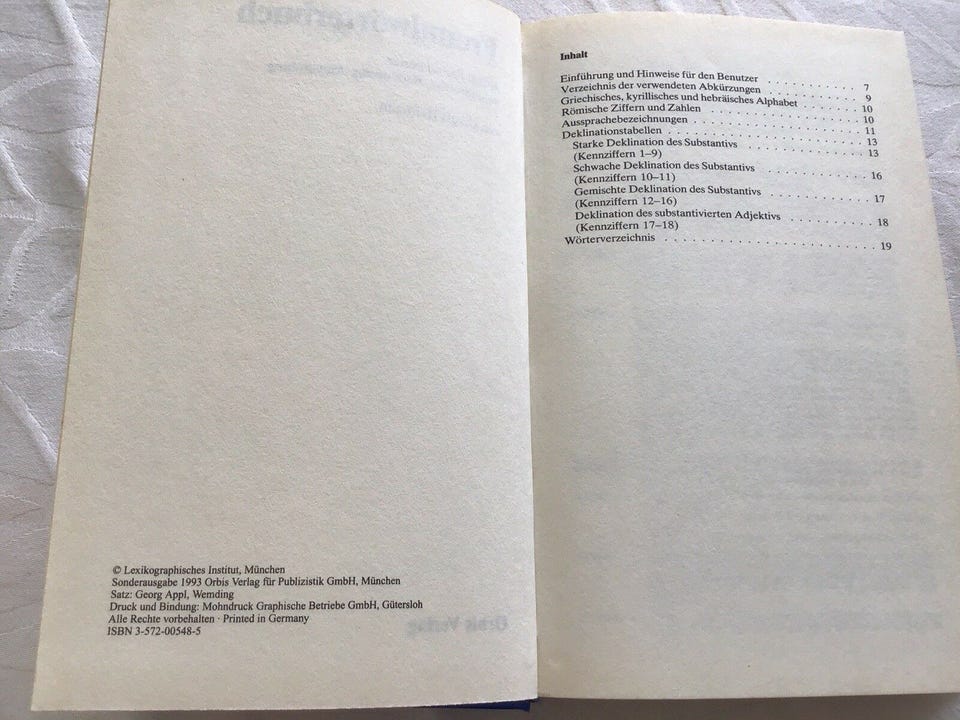 Fremdwörterbuch
© Lexikographisches Institut, München
Sonderausgabe 1993 Orbis Verlag für Publizistik GmbH, München
Satz: Georg Appl, Wemding
Druck und Bindung: Mohndruck Graphische Betriebe GmbH, Gütersloh
Alle Rechte vorbehalten · Printed in Germany
ISBN 3-572-00548-5
Orbis Verlag
Inhalt
Einführung und Hinweise für den Benutzer . . . . . . . . . . 7
Verzeichnis der verwendeten Abkürzungen . . . . . . . . . . 9
Griechisches, kyrillisches und hebräisches Alphabet . . . . . . 10
Römische Ziffern und Zahlen . . . . . . . . . . . . . . . . 10
Aussprachebezeichnungen . . . . . . . . . . . . . . . . . 11
Deklinationstabellen . . . . . . . . . . . . . . . . . . . 13
Starke Deklination des Substantivs . . . . . . . . . . . . 13
(Kennziffern 1–9)
Schwache Deklination des Substantivs . . . . . . . . . . 16
(Kennziffern 10–11)
Gemischte Deklination des Substantivs . . . . . . . . . . 17
(Kennziffern 12–16)
Deklination des substantivierten Adjektivs . . . . . . . . 18
(Kennziffern 17–18)
Wörterverzeichnis . . . . . . . . . . . . . . . . . . . . 19